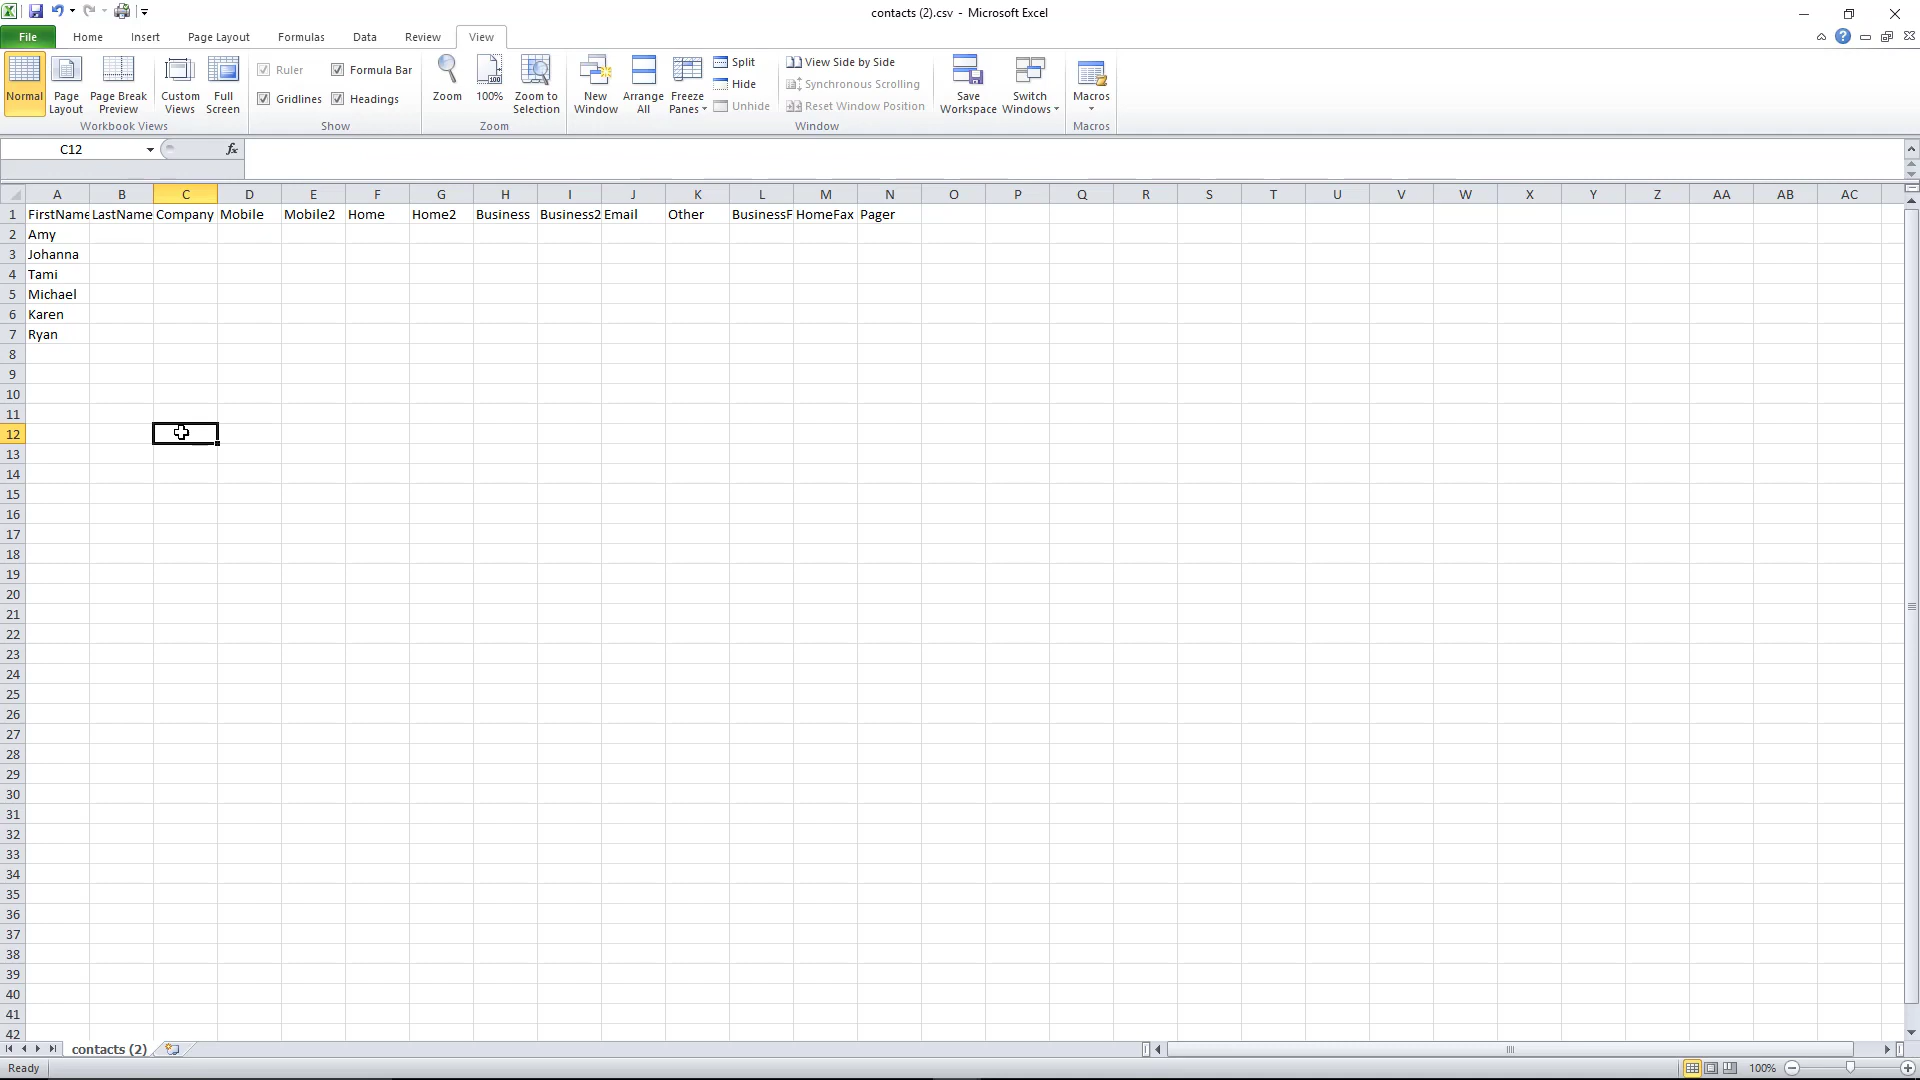 contacts (2).csv - Microsoft Excel
File Home Insert Page Layout Formulas Data Review View
Normal Page Layout Page Break Preview Custom Views Full Screen
Workbook Views
Ruler Formula Bar
Gridlines Headings
Show
Zoom 100% Zoom to Selection
Zoom
New Window Arrange All Freeze Panes
Split
Hide
Unhide
View Side by Side
Synchronous Scrolling
Reset Window Position
Save Workspace Switch Windows
Window
Macros
Macros
C12 fx
A B C D E F G H I J K L M N O P Q R S T U V W X Y Z AA AB AC
1 FirstName LastName Company Mobile Mobile2 Home Home2 Business Business2 Email Other BusinessF HomeFax Pager
2 Amy
3 Johanna
4 Tami
5 Michael
6 Karen
7 Ryan
8
9
10
11
12
13
14
15
16
17
18
19
20
21
22
23
24
25
26
27
28
29
30
31
32
33
34
35
36
37
38
39
40
41
42
contacts (2)
Ready 100%